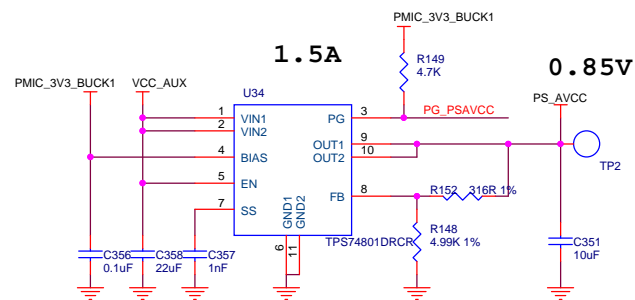 PMIC_3V3_BUCK1
1.5A
R149
4.7K
0.85V
PMIC_3V3_BUCK1
VCC_AUX
U34
PG_PSAVCC
PS_AVCC
1 VIN1 PG 3
2 VIN2
OUT1 9
4 BIAS OUT2 10
TP2
5 EN
FB 8
R152 316R 1%
7 SS
GND1
GND2
6
11
TPS74801DRCR
R148
4.99K 1%
C356
0.1uF
C358
22uF
C357
1nF
C351
10uF